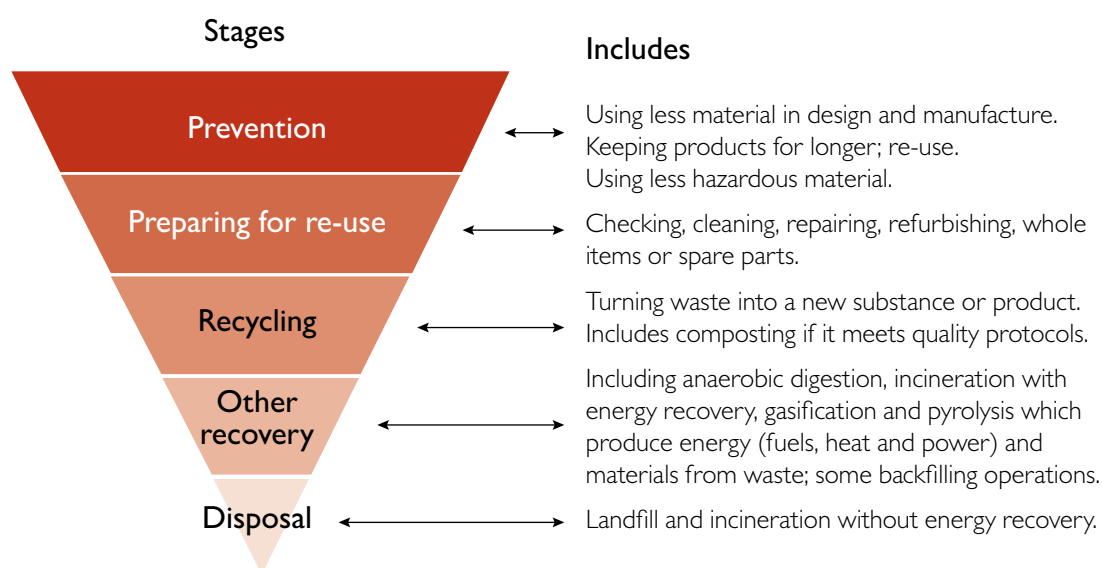 Stages
Includes
Prevention
Using less material in design and manufacture.
Keeping products for longer; re-use.
Using less hazardous material.
Preparing for re-use
Checking, cleaning, repairing, refurbishing, whole
items or spare parts.
Recycling
Turning waste into a new substance or product.
Includes composting if it meets quality protocols.
Other
recovery
Including anaerobic digestion, incineration with
energy recovery, gasification and pyrolysis which
produce energy (fuels, heat and power) and
materials from waste; some backfilling operations.
Disposal
Landfill and incineration without energy recovery.